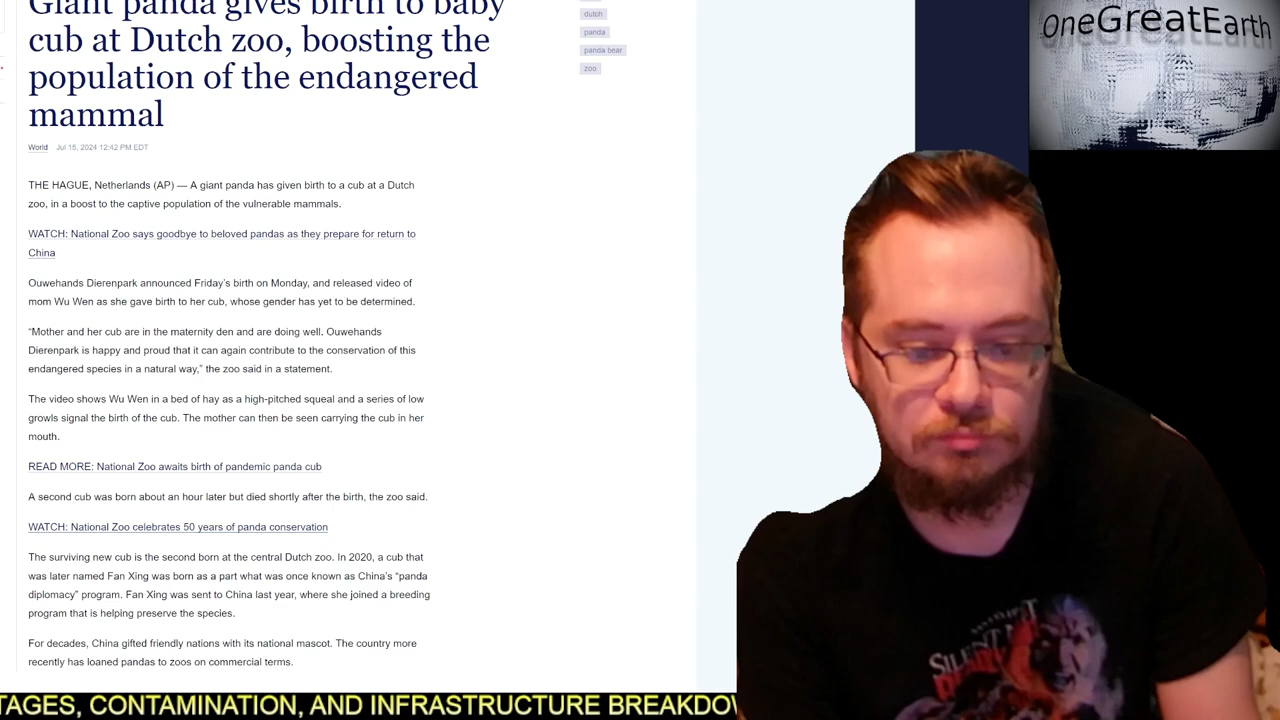 Giant panda gives birth to baby
cub at Dutch zoo, boosting the
population of the endangered
mammal
World Jul 15, 2024 12:42 PM EDT
THE HAGUE, Netherlands (AP) — A giant panda has given birth to a cub at a Dutch
zoo, in a boost to the captive population of the vulnerable mammals.
WATCH: National Zoo says goodbye to beloved pandas as they prepare for return to
China
Ouwehands Dierenpark announced Friday’s birth on Monday, and released video of
mom Wu Wen as she gave birth to her cub, whose gender has yet to be determined.
“Mother and her cub are in the maternity den and are doing well. Ouwehands
Dierenpark is happy and proud that it can again contribute to the conservation of this
endangered species in a natural way,” the zoo said in a statement.
The video shows Wu Wen in a bed of hay as a high-pitched squeal and a series of low
growls signal the birth of the cub. The mother can then be seen carrying the cub in her
mouth.
READ MORE: National Zoo awaits birth of pandemic panda cub
A second cub was born about an hour later but died shortly after the birth, the zoo said.
WATCH: National Zoo celebrates 50 years of panda conservation
The surviving new cub is the second born at the central Dutch zoo. In 2020, a cub that
was later named Fan Xing was born as a part what was once known as China’s “panda
diplomacy” program. Fan Xing was sent to China last year, where she joined a breeding
program that is helping preserve the species.
For decades, China gifted friendly nations with its national mascot. The country more
recently has loaned pandas to zoos on commercial terms.
dutch
panda
panda bear
zoo
OneGreatEarth
SILENT
TAGES, CONTAMINATION, AND INFRASTRUCTURE BREAKDOW